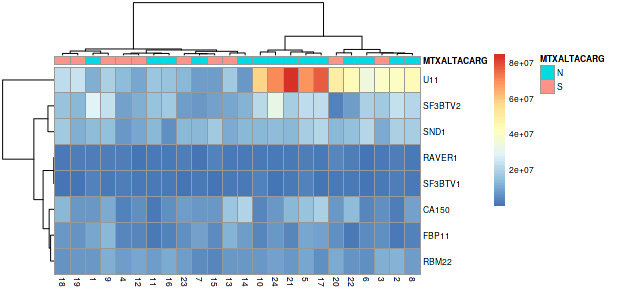 MTXALTACARG
U11
SF3BTV2
SND1
RAVER1
SF3BTV1
CA150
FBP11
RBM22
18 19 1 9 4 12 11 16 23 7 15 13 14 10 24 21 5 17 20 22 6 3 2 8
8e+07
6e+07
4e+07
2e+07
MTXALTACARG
N
S